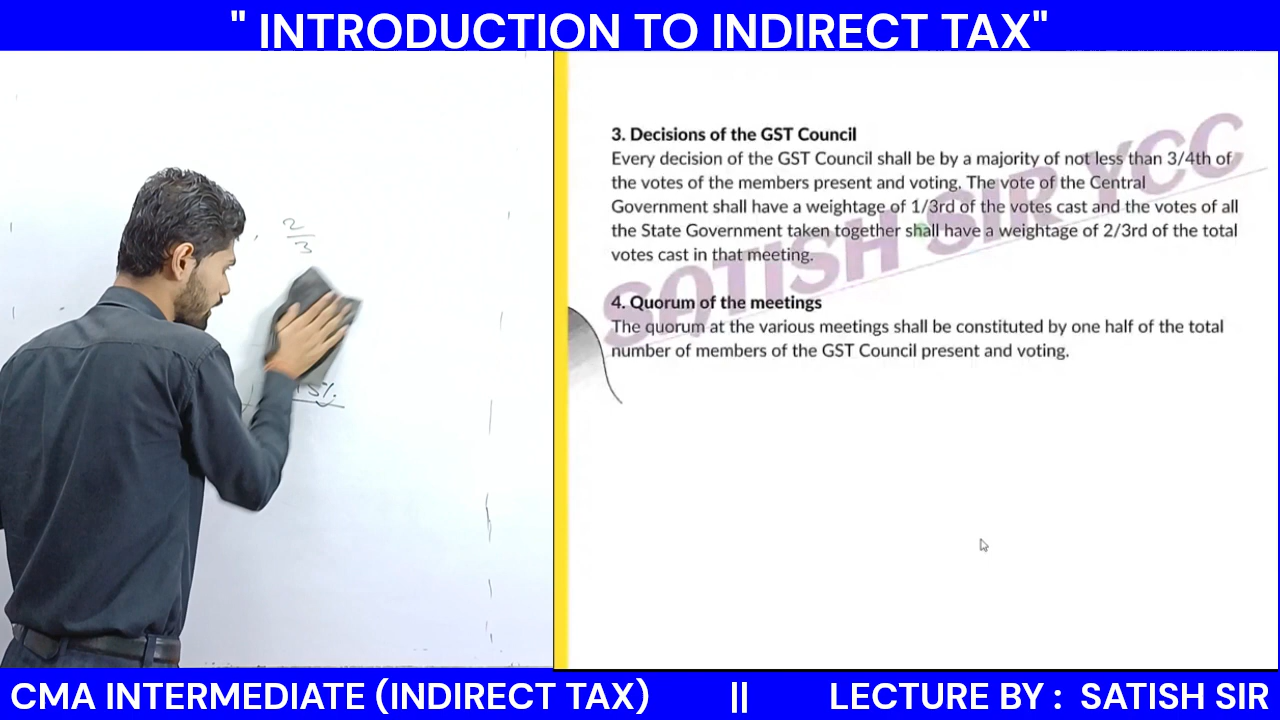 " INTRODUCTION TO INDIRECT TAX"
2
3
15%
3. Decisions of the GST Council
Every decision of the GST Council shall be by a majority of not less than 3/4th of
the votes of the members present and voting. The vote of the Central
Government shall have a weightage of 1/3rd of the votes cast and the votes of all
the State Government taken together shall have a weightage of 2/3rd of the total
votes cast in that meeting.
4. Quorum of the meetings
The quorum at the various meetings shall be constituted by one half of the total
number of members of the GST Council present and voting.
SATISH SIR YCC
CMA INTERMEDIATE (INDIRECT TAX) || LECTURE BY : SATISH SIR